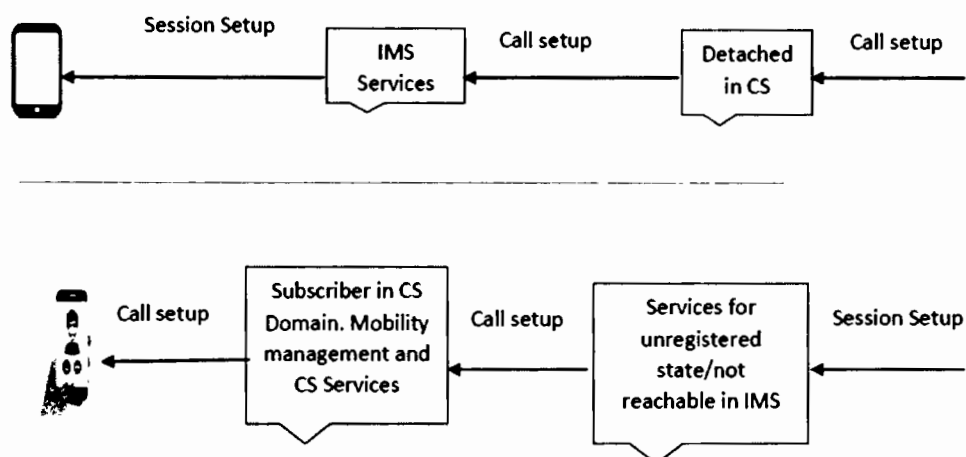 Session Setup
IMS
Services
Call setup
Detached
in CS
Call setup
Call setup
Subscriber in CS
Domain. Mobility
management and
CS Services
Call setup
Services for
unregistered
state/not
reachable in IMS
Session Setup